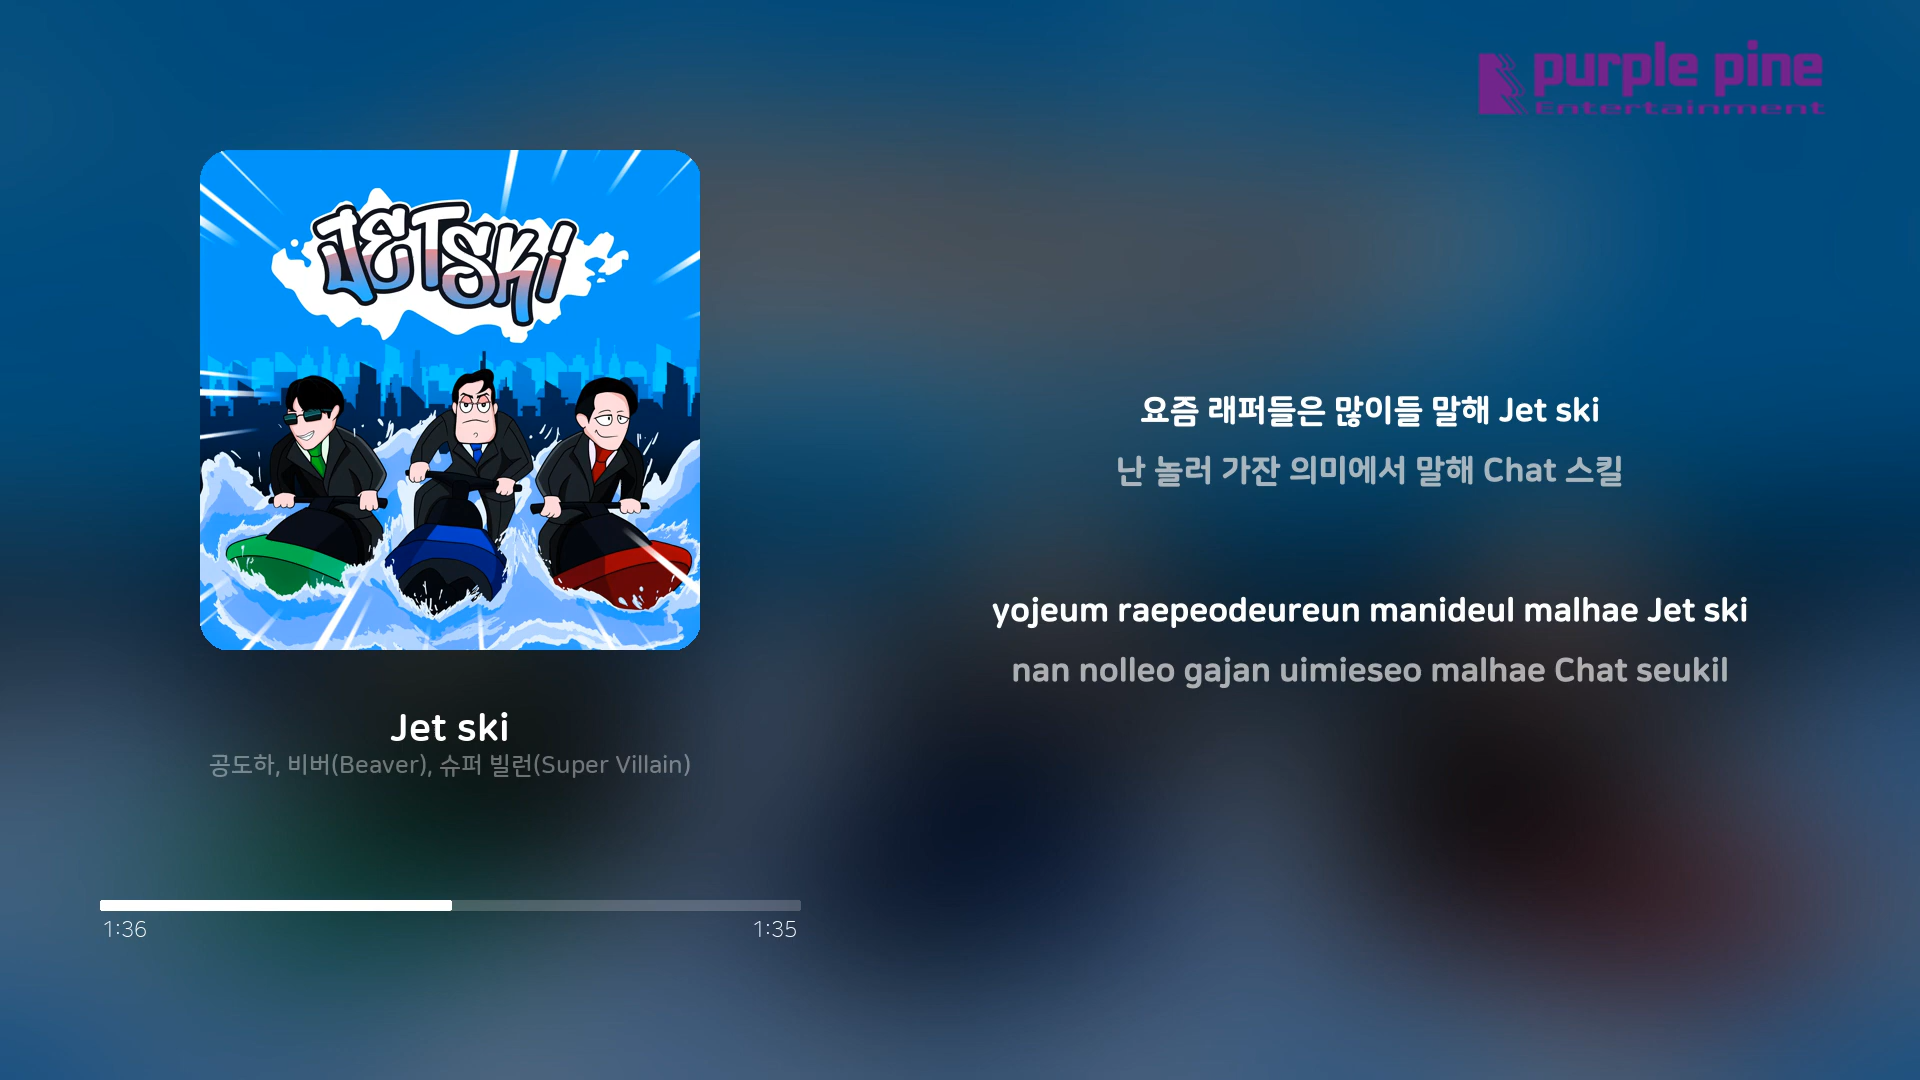 purple pine
Entertainment
JETSKi
요즘 래퍼들은 많이들 말해 Jet ski
난 놀러 가잔 의미에서 말해 Chat 스킬
yojeum raepeodeureun manideul malhae Jet ski
nan nolleo gajan uimieseo malhae Chat seukil
Jet ski
공도하, 비버(Beaver), 슈퍼 빌런(Super Villain)
1:36
1:35